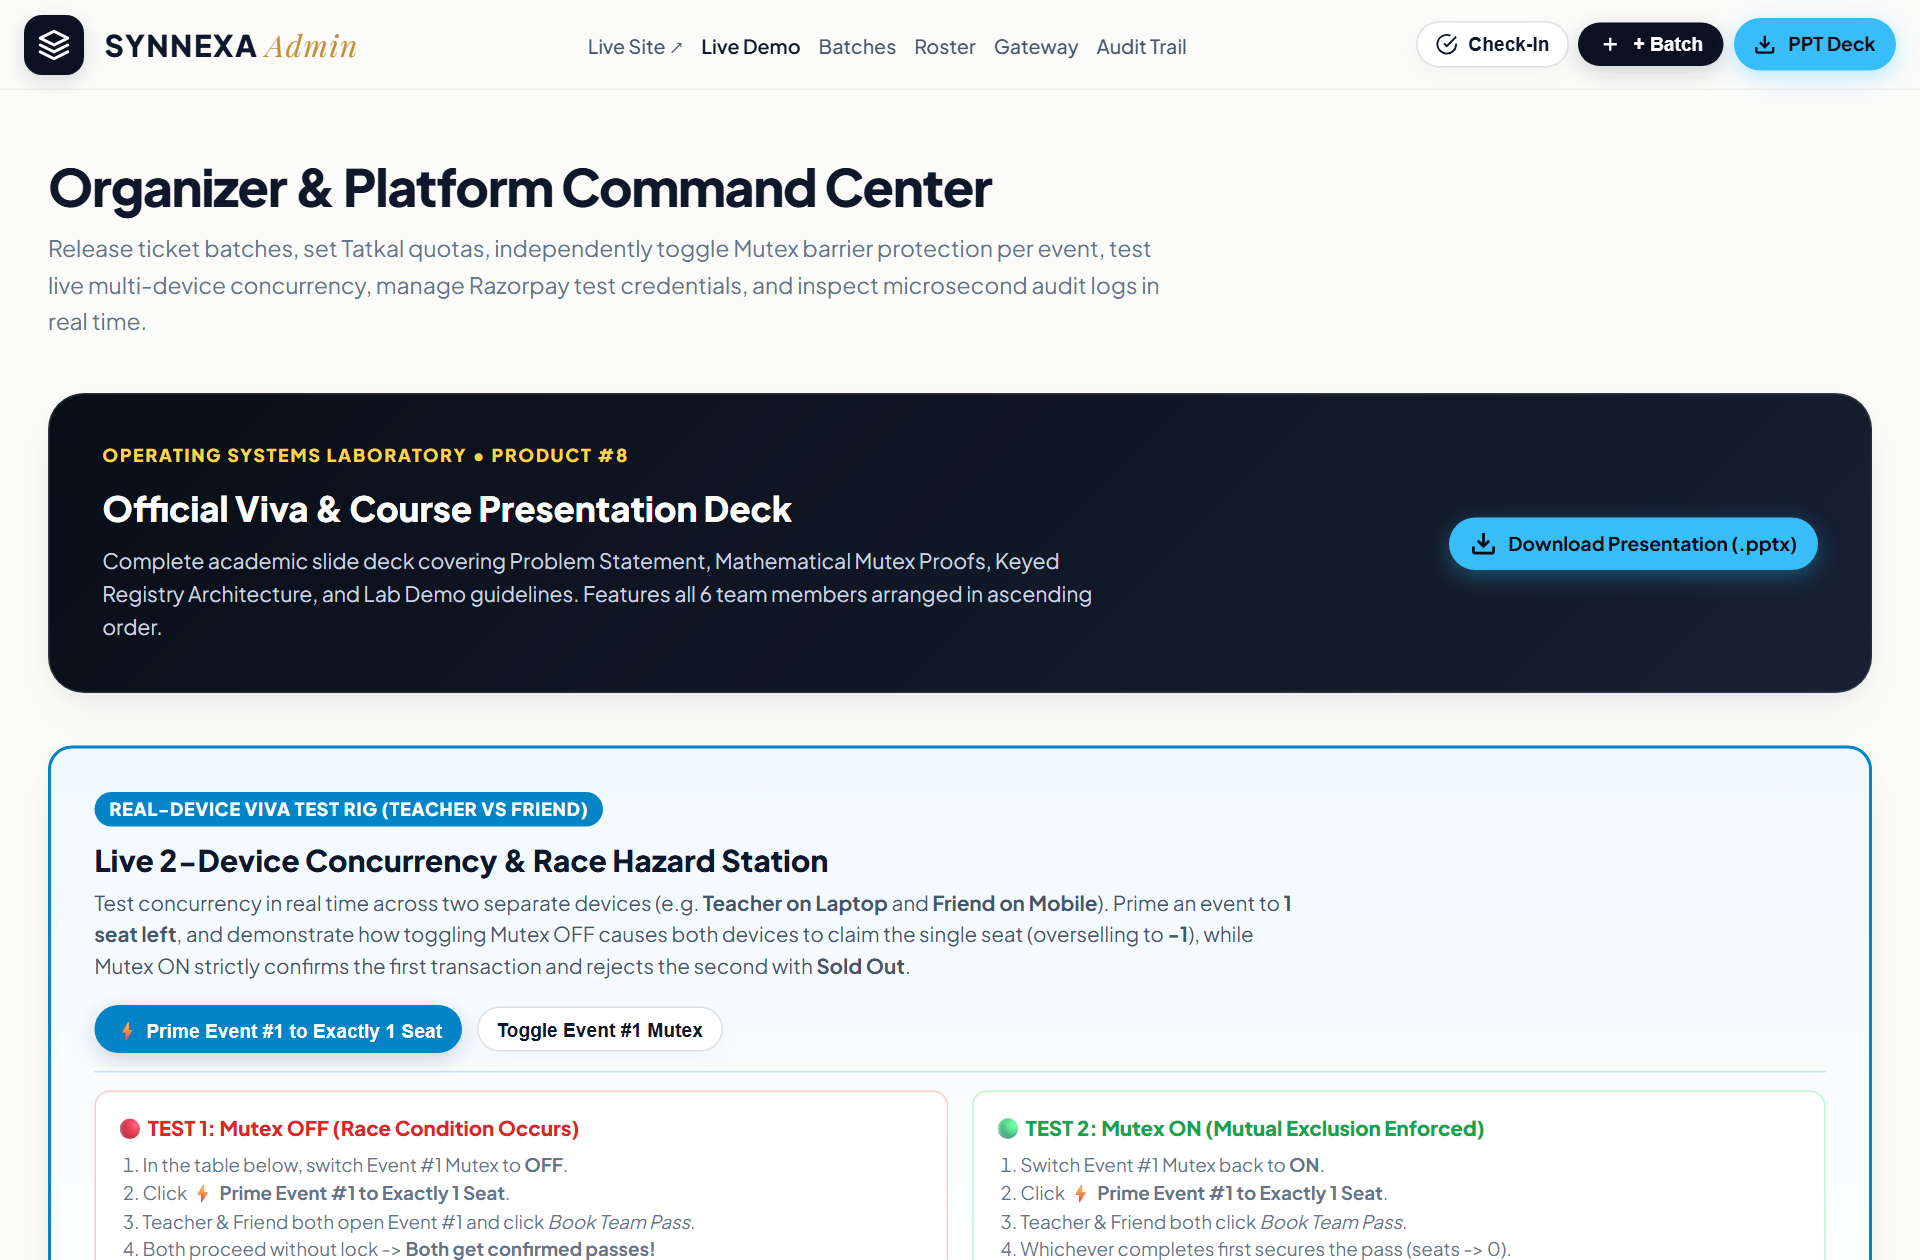 SYNNEXA Admin
Live Site ↗ Live Demo Batches Roster Gateway Audit Trail
Check-In
+ + Batch
PPT Deck
Organizer & Platform Command Center
Release ticket batches, set Tatkal quotas, independently toggle Mutex barrier protection per event, test
live multi-device concurrency, manage Razorpay test credentials, and inspect microsecond audit logs in
real time.
OPERATING SYSTEMS LABORATORY ● PRODUCT #8
Official Viva & Course Presentation Deck
Complete academic slide deck covering Problem Statement, Mathematical Mutex Proofs, Keyed
Registry Architecture, and Lab Demo guidelines. Features all 6 team members arranged in ascending
order.
Download Presentation (.pptx)
REAL-DEVICE VIVA TEST RIG (TEACHER VS FRIEND)
Live 2-Device Concurrency & Race Hazard Station
Test concurrency in real time across two separate devices (e.g. Teacher on Laptop and Friend on Mobile). Prime an event to 1
seat left, and demonstrate how toggling Mutex OFF causes both devices to claim the single seat (overselling to -1), while
Mutex ON strictly confirms the first transaction and rejects the second with Sold Out.
⚡ Prime Event #1 to Exactly 1 Seat
Toggle Event #1 Mutex
🔴 TEST 1: Mutex OFF (Race Condition Occurs)
1. In the table below, switch Event #1 Mutex to OFF.
2. Click ⚡ Prime Event #1 to Exactly 1 Seat.
3. Teacher & Friend both open Event #1 and click Book Team Pass.
4. Both proceed without lock -> Both get confirmed passes!
🟢 TEST 2: Mutex ON (Mutual Exclusion Enforced)
1. Switch Event #1 Mutex back to ON.
2. Click ⚡ Prime Event #1 to Exactly 1 Seat.
3. Teacher & Friend both click Book Team Pass.
4. Whichever completes first secures the pass (seats -> 0).